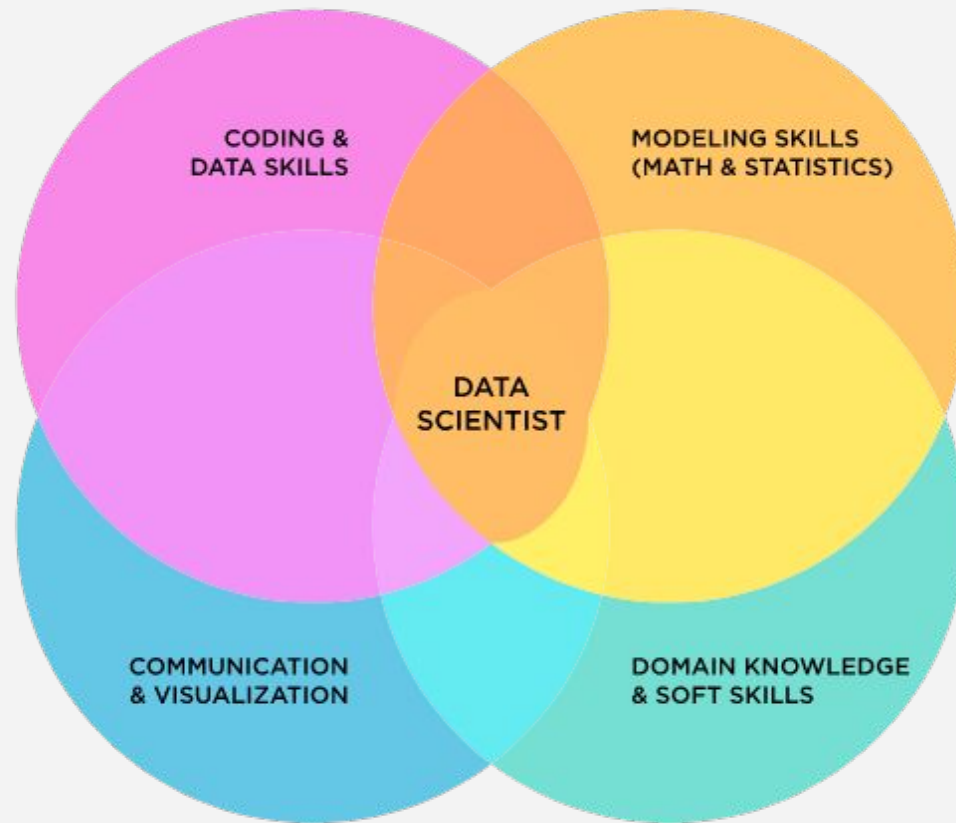 CODING &
DATA SKILLS
MODELING SKILLS
(MATH & STATISTICS)
DATA
SCIENTIST
COMMUNICATION
& VISUALIZATION
DOMAIN KNOWLEDGE
& SOFT SKILLS